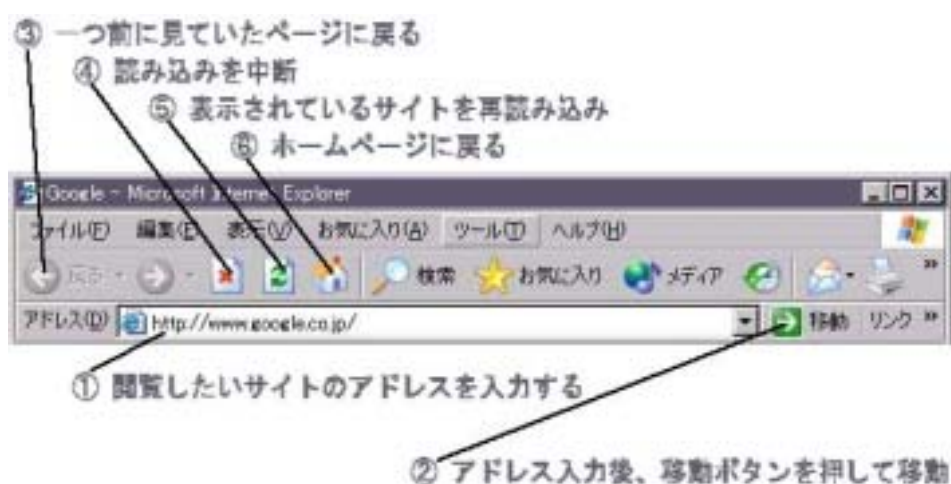 ③ 一つ前に見ていたページに戻る
④ 読み込みを中断
⑤ 表示されているサイトを再読み込み
⑥ ホームページに戻る
Google - Microsoft Internet Explorer
ファイル(F) 編集(E) 表示(V) お気に入り(A) ツール(T) ヘルプ(H)
戻る 検索 お気に入り メディア »
アドレス(D) http://www.google.co.jp/ 移動 リンク »
① 閲覧したいサイトのアドレスを入力する
② アドレス入力後、移動ボタンを押して移動